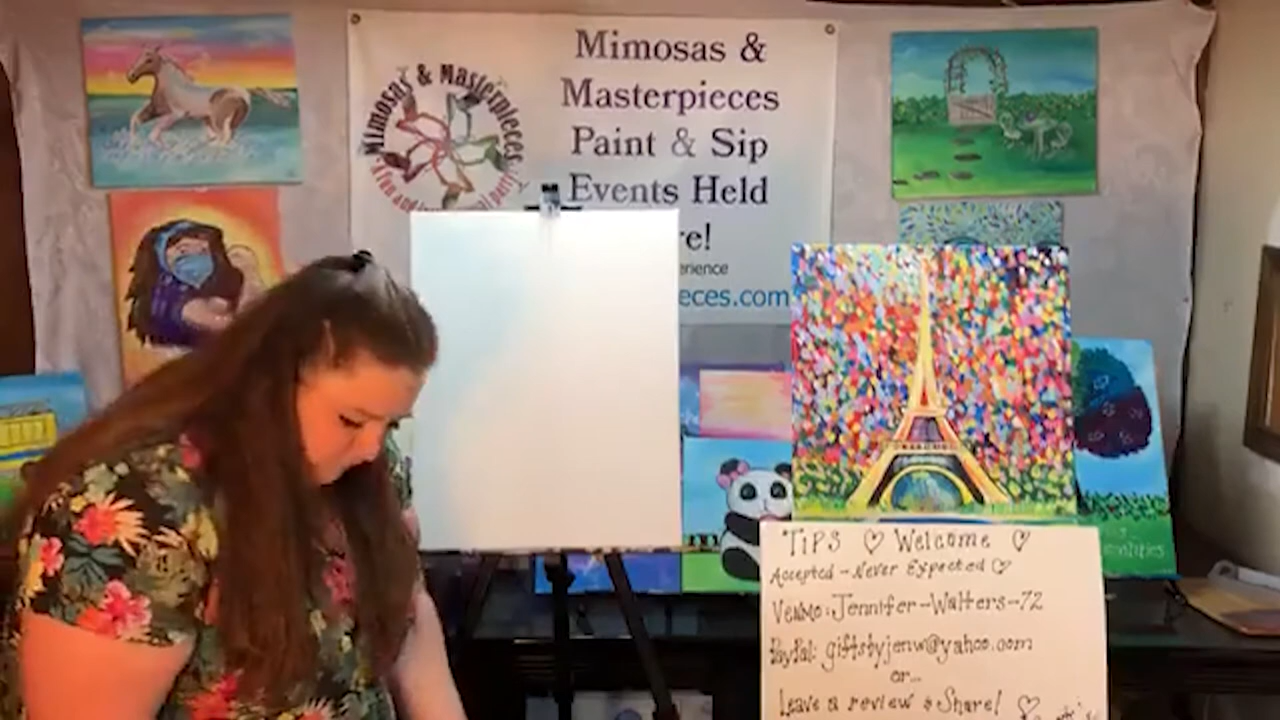 Mimosas & Masterpieces
Mimosas &
Masterpieces
Paint & Sip
Events Held
re!
erience
eces.com
TIPS ♡ Welcome ♡
Accepted - Never Expected ♡
Venmo: Jennifer-Walters-72
PayPal: giftsbyjenw@yahoo.com
or...
Leave a review & Share! ♡